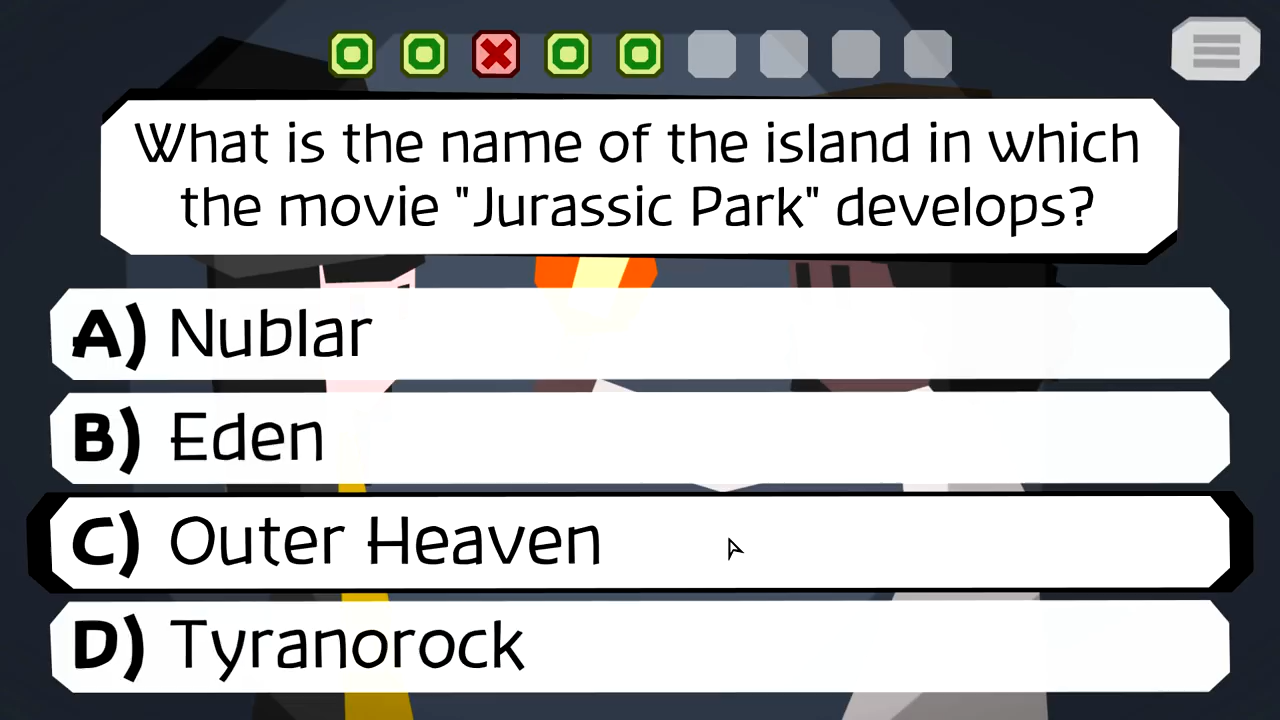 What is the name of the island in which
the movie "Jurassic Park" develops?
A) Nublar
B) Eden
C) Outer Heaven
D) Tyranorock